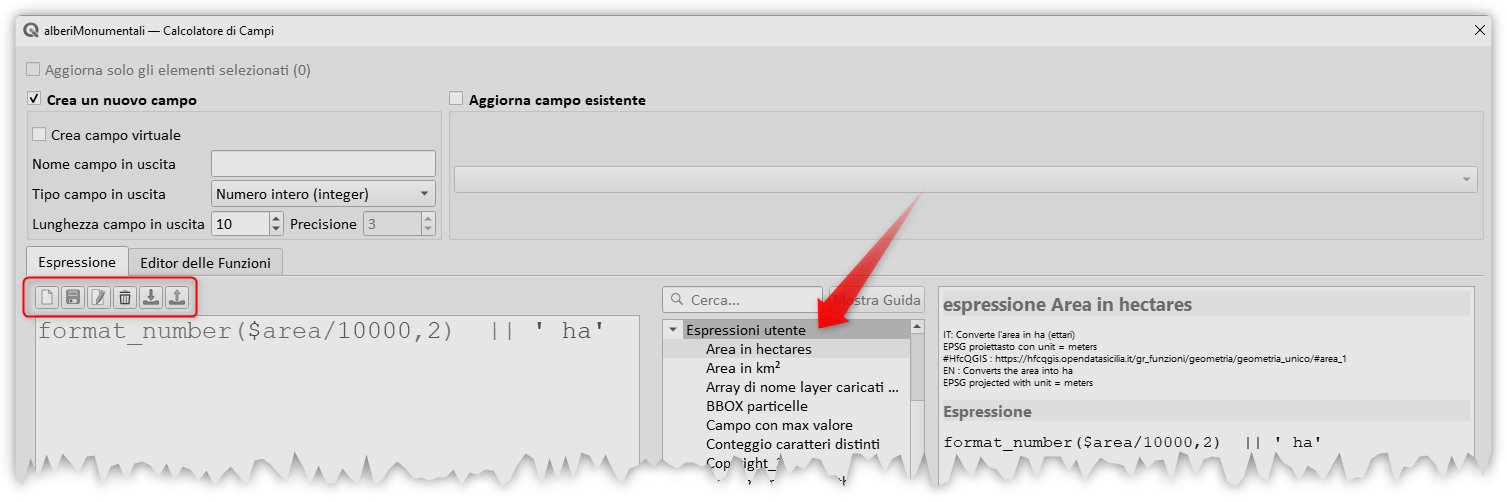 alberiMonumentali — Calcolatore di Campi
Aggiorna solo gli elementi selezionati (0)
Crea un nuovo campo
Aggiorna campo esistente
Crea campo virtuale
Nome campo in uscita
Tipo campo in uscita
Numero intero (integer)
Lunghezza campo in uscita
10
Precisione
3
Espressione
Editor delle Funzioni
format_number($area/10000,2) || ' ha'
Cerca...
Mostra Guida
Espressioni utente
Area in hectares
Area in km²
Array di nome layer caricati ...
BBOX particelle
Campo con max valore
Conteggio caratteri distinti
espressione Area in hectares
IT: Converte l'area in ha (ettari)
EPSG proiettasto con unit = meters
#HfcQGIS : https://hfcqgis.opendatasicilia.it/gr_funzioni/geometria/geometria_unico/#area_1
EN : Converts the area into ha
EPSG projected with unit = meters
Espressione
format_number($area/10000,2) || ' ha'